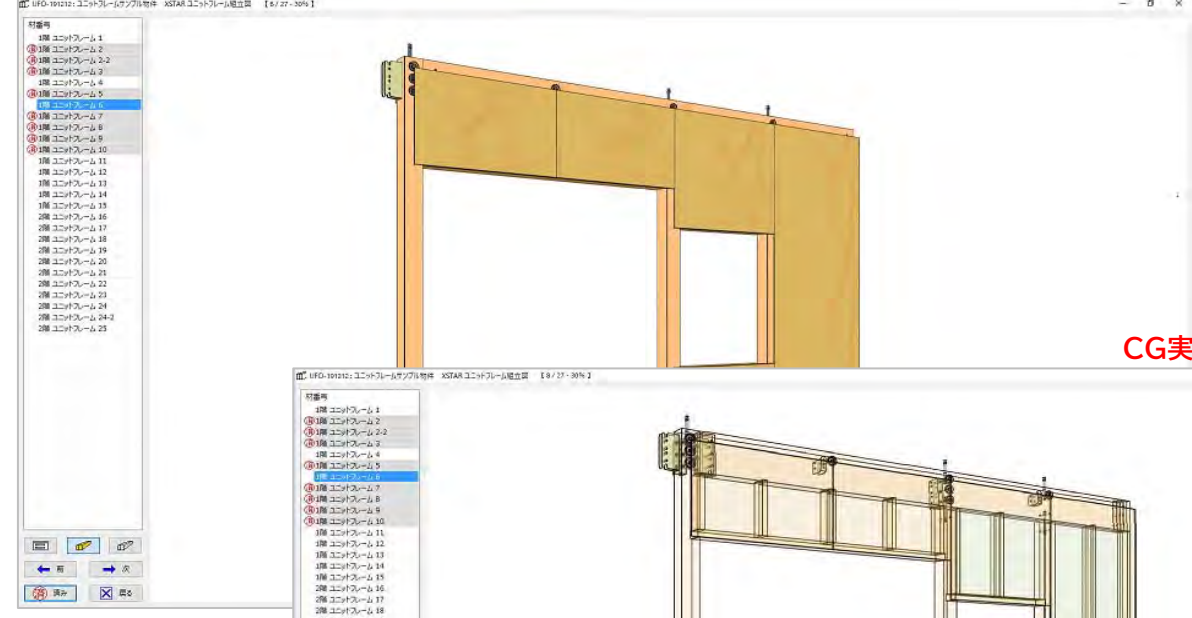 UFO-191212: ユニットフレームサンプル物件 XSTAR ユニットフレーム組立図 【 6 / 27 - 30% 】
材番号
1階 ユニットフレーム 1
済 1階 ユニットフレーム 2
済 1階 ユニットフレーム 2-2
済 1階 ユニットフレーム 3
1階 ユニットフレーム 4
済 1階 ユニットフレーム 5
1階 ユニットフレーム 6
済 1階 ユニットフレーム 7
済 1階 ユニットフレーム 8
済 1階 ユニットフレーム 9
済 1階 ユニットフレーム 10
1階 ユニットフレーム 11
1階 ユニットフレーム 12
1階 ユニットフレーム 13
1階 ユニットフレーム 14
1階 ユニットフレーム 15
2階 ユニットフレーム 16
2階 ユニットフレーム 17
2階 ユニットフレーム 18
2階 ユニットフレーム 19
2階 ユニットフレーム 20
2階 ユニットフレーム 21
2階 ユニットフレーム 22
2階 ユニットフレーム 23
2階 ユニットフレーム 24
2階 ユニットフレーム 24-2
2階 ユニットフレーム 25
前 次
済 済み 戻る
CG実
UFO-191212: ユニットフレームサンプル物件 XSTAR ユニットフレーム組立図 【 8 / 27 - 30% 】
材番号
1階 ユニットフレーム 1
済 1階 ユニットフレーム 2
済 1階 ユニットフレーム 2-2
済 1階 ユニットフレーム 3
1階 ユニットフレーム 4
済 1階 ユニットフレーム 5
1階 ユニットフレーム 6
済 1階 ユニットフレーム 7
済 1階 ユニットフレーム 8
済 1階 ユニットフレーム 9
済 1階 ユニットフレーム 10
1階 ユニットフレーム 11
1階 ユニットフレーム 12
1階 ユニットフレーム 13
1階 ユニットフレーム 14
1階 ユニットフレーム 15
2階 ユニットフレーム 16
2階 ユニットフレーム 17
2階 ユニットフレーム 18